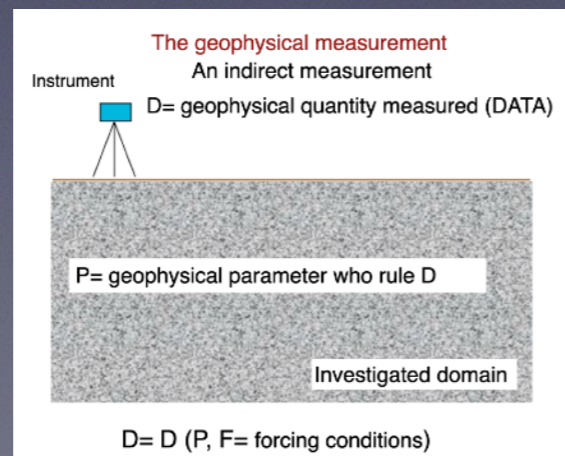 The geophysical measurement
An indirect measurement
Instrument
D= geophysical quantity measured (DATA)
P= geophysical parameter who rule D
Investigated domain
D= D (P, F= forcing conditions)